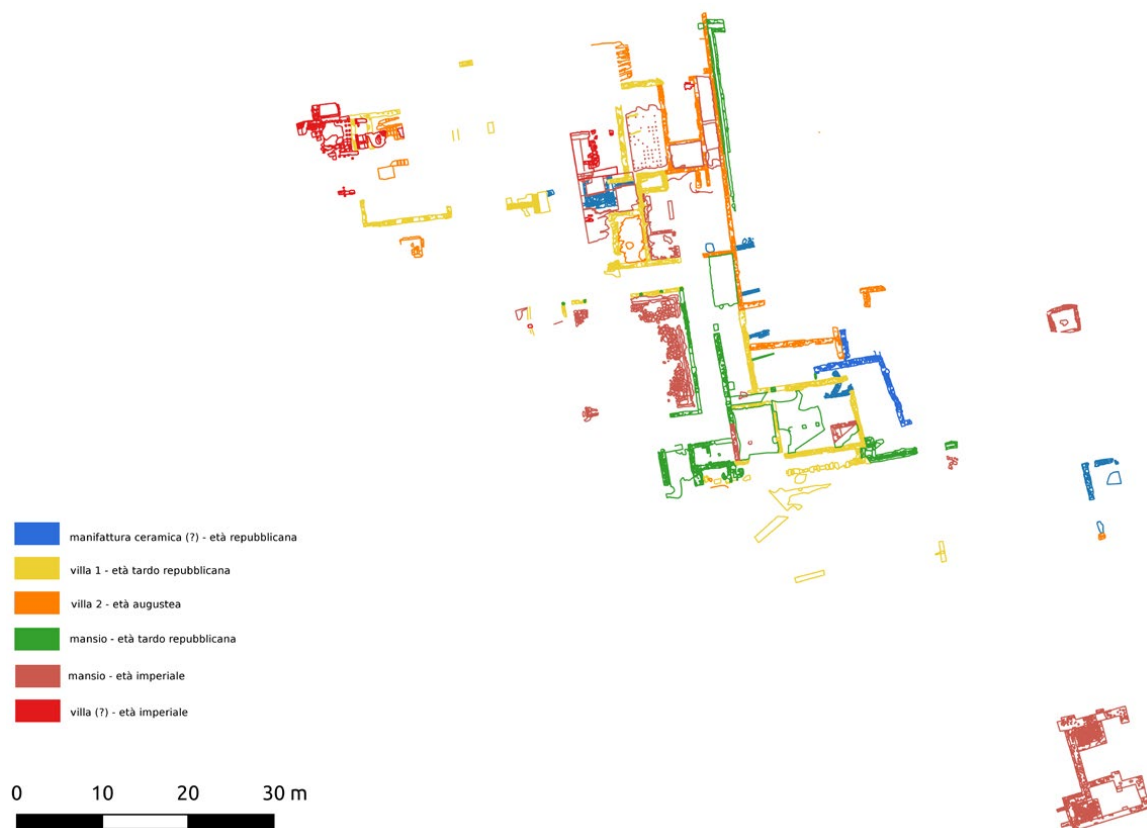 manifattura ceramica (?) - età repubblicana
villa 1 - età tardo repubblicana
villa 2 - età augustea
mansio - età tardo repubblicana
mansio - età imperiale
villa (?) - età imperiale
0 10 20 30 m